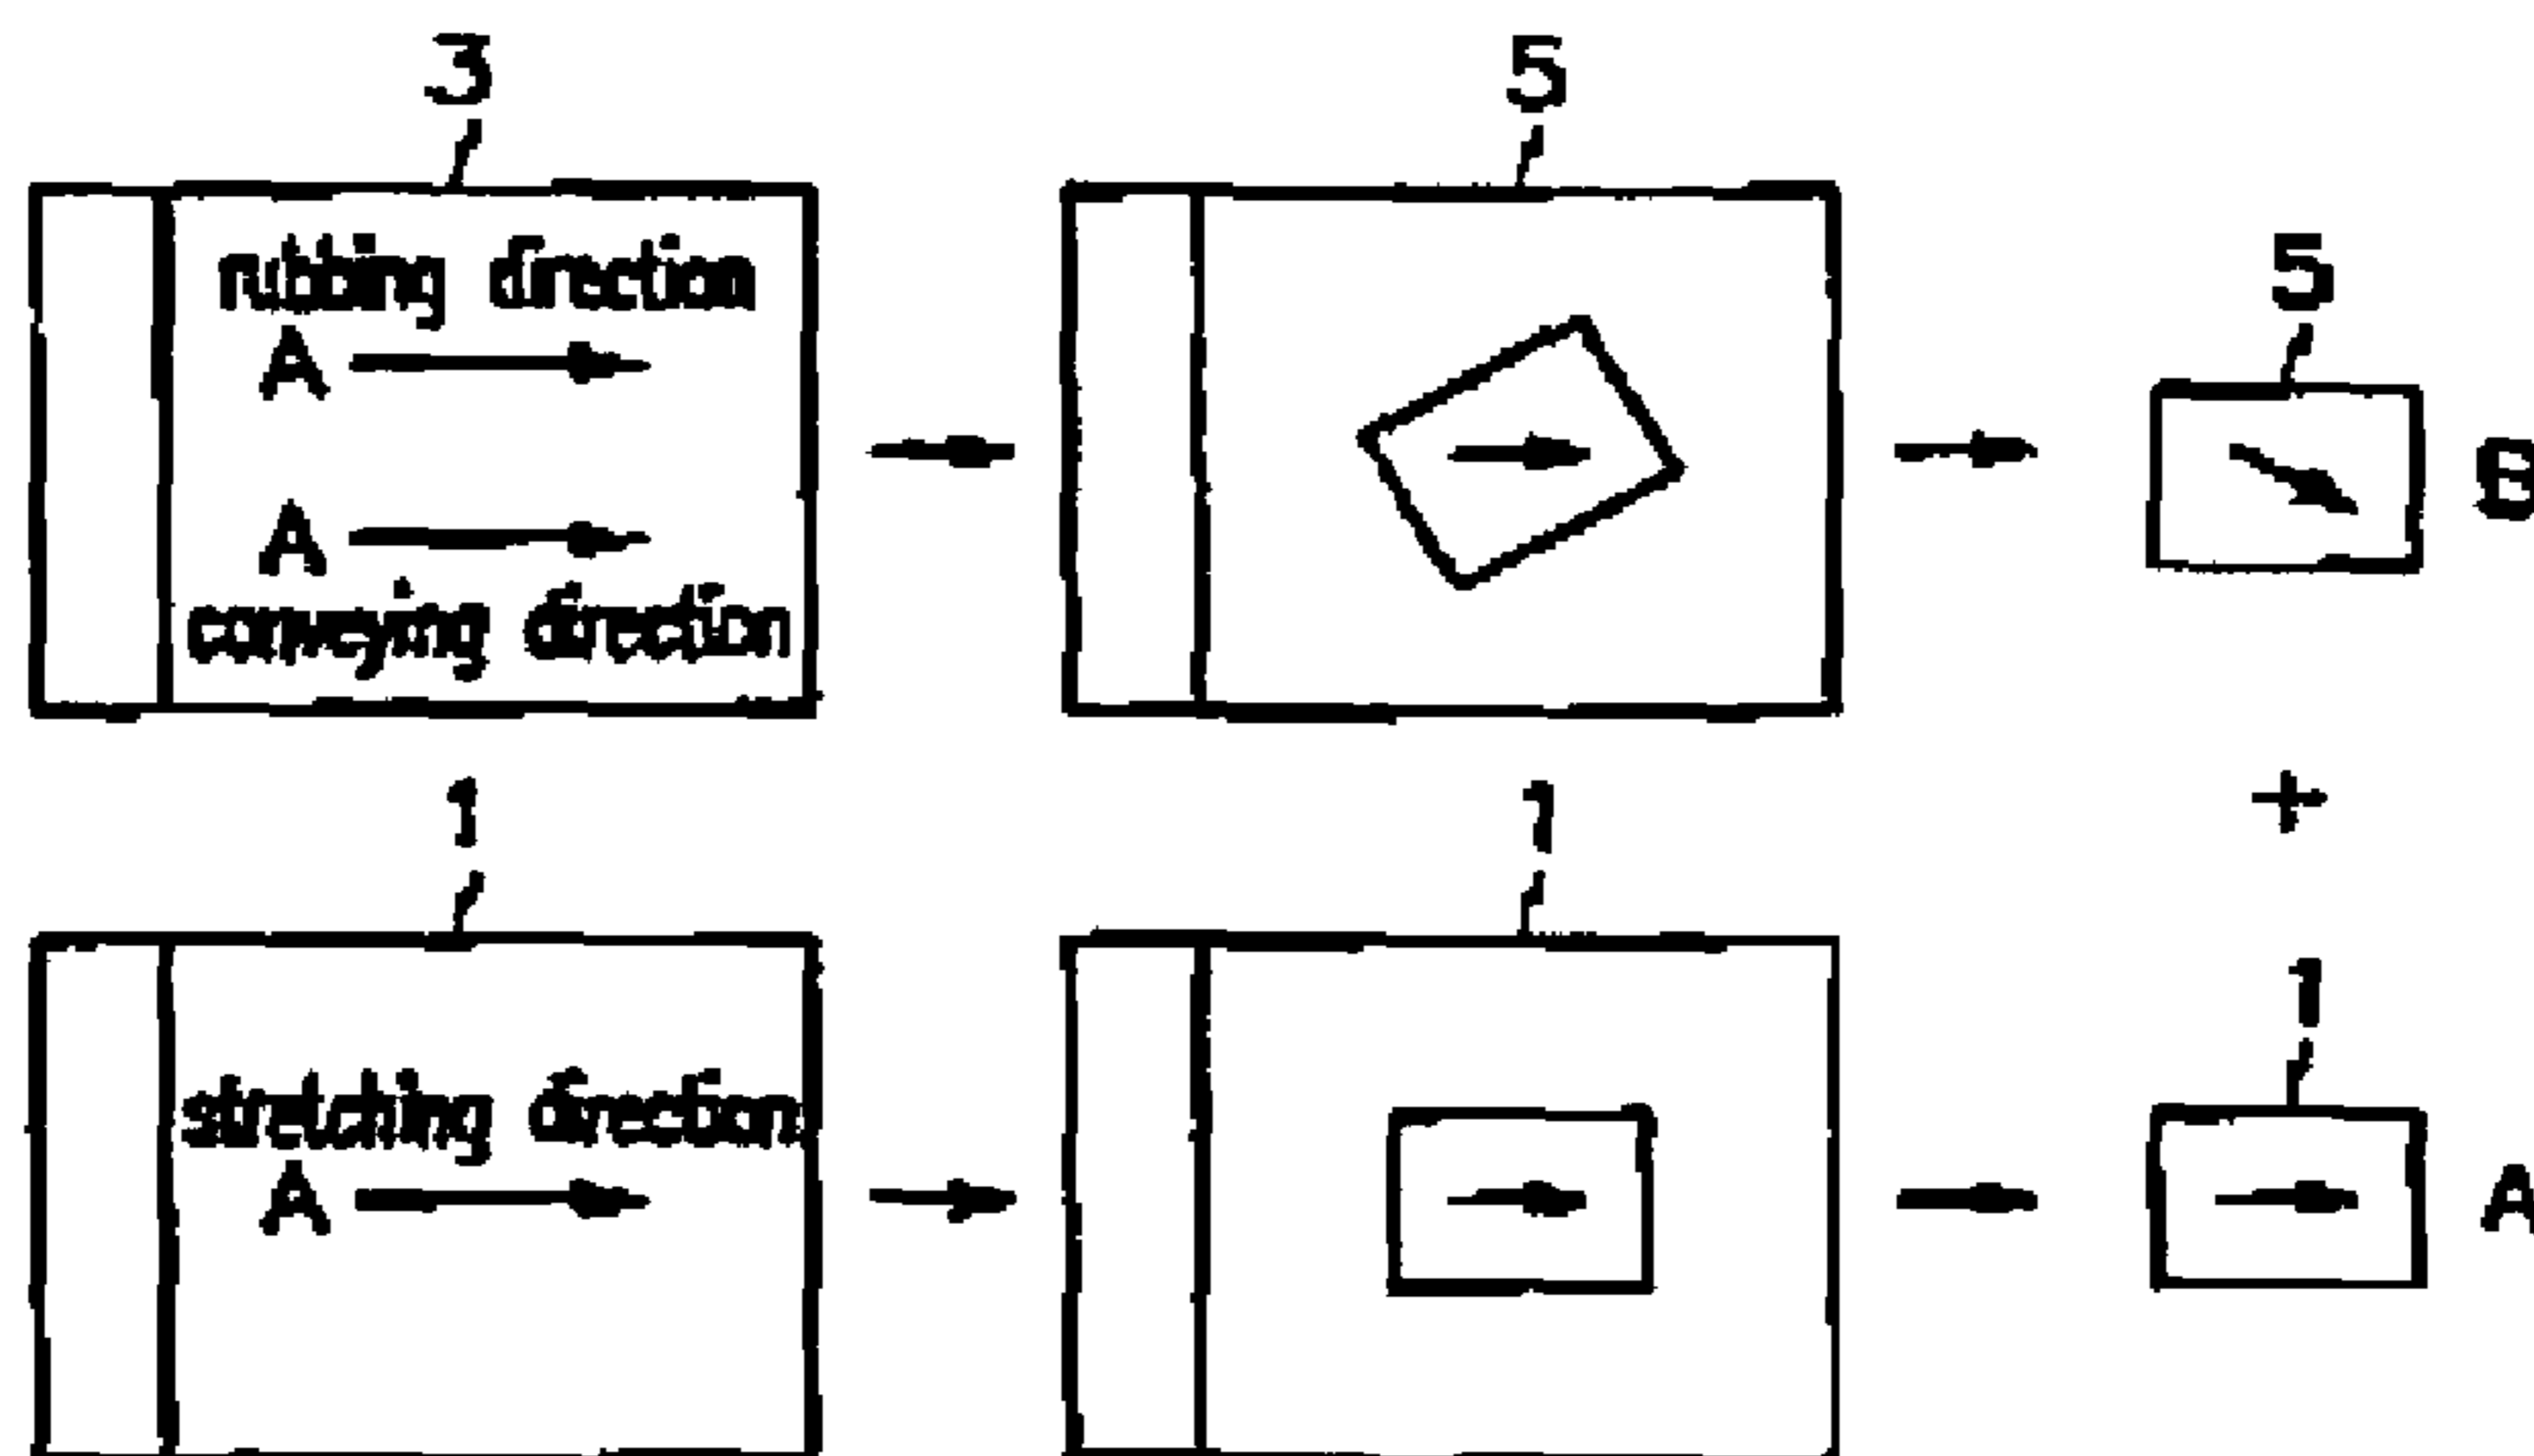 3
5
rubbing direction
A
5
B
A
conveying direction
1
1
+
1
stretching direction
A
A